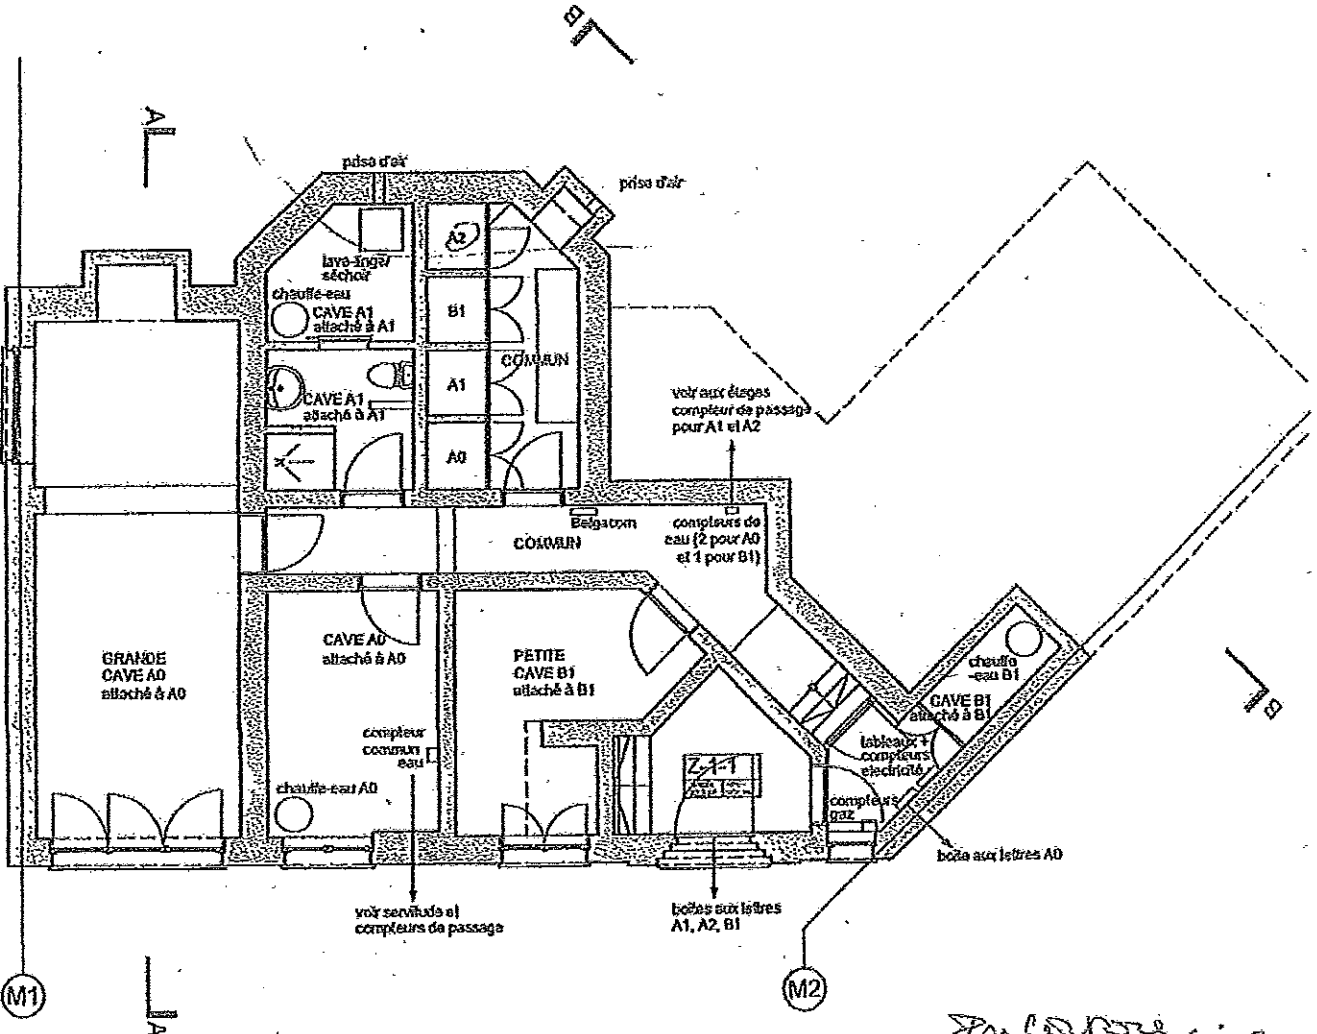 B
A
prise d'air
prise d'air
A2
lave-linge/
séchoir
chauffe-eau
CAVE A1
attaché à A1
B1
COMMUN
A1
CAVE A1
attaché à A1
voir aux étages
compteur de passage
pour A1 et A2
A0
Belgacom
COMMUN
compteurs de
eau (2 pour A0
et 1 pour B1)
GRANDE
CAVE A0
attaché à A0
CAVE A0
attaché à A0
PETITE
CAVE B1
attaché à B1
chauffe
-eau B1
CAVE B1
attaché à B1
B
compteur
commun
eau
tableaux +
compteurs
electricité
Z-1-1
chauffe-eau A0
compteurs
gaz
boîte aux lettres A0
voir servitude et
compteurs de passage
boîtes aux lettres
A1, A2, B1
M1
M2
A